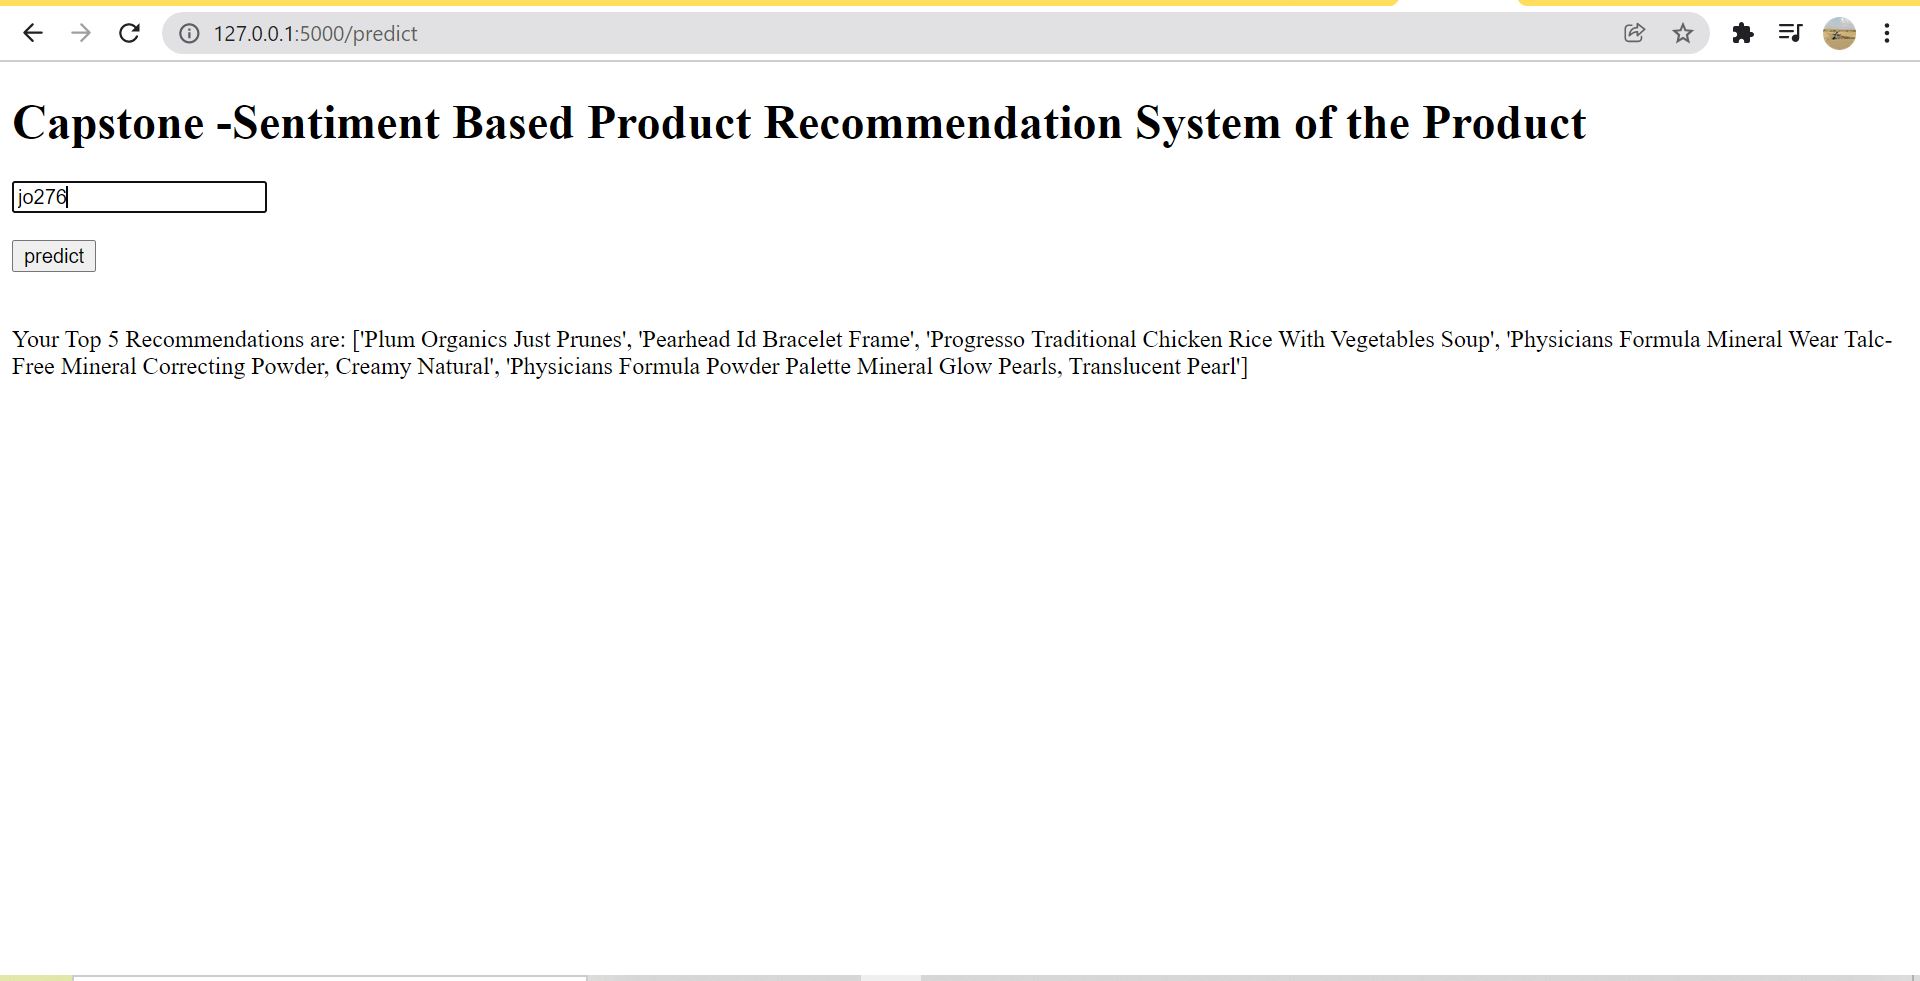 127.0.0.1:5000/predict
Capstone -Sentiment Based Product Recommendation System of the Product
jo276
predict
Your Top 5 Recommendations are: ['Plum Organics Just Prunes', 'Pearhead Id Bracelet Frame', 'Progresso Traditional Chicken Rice With Vegetables Soup', 'Physicians Formula Mineral Wear Talc-
Free Mineral Correcting Powder, Creamy Natural', 'Physicians Formula Powder Palette Mineral Glow Pearls, Translucent Pearl']